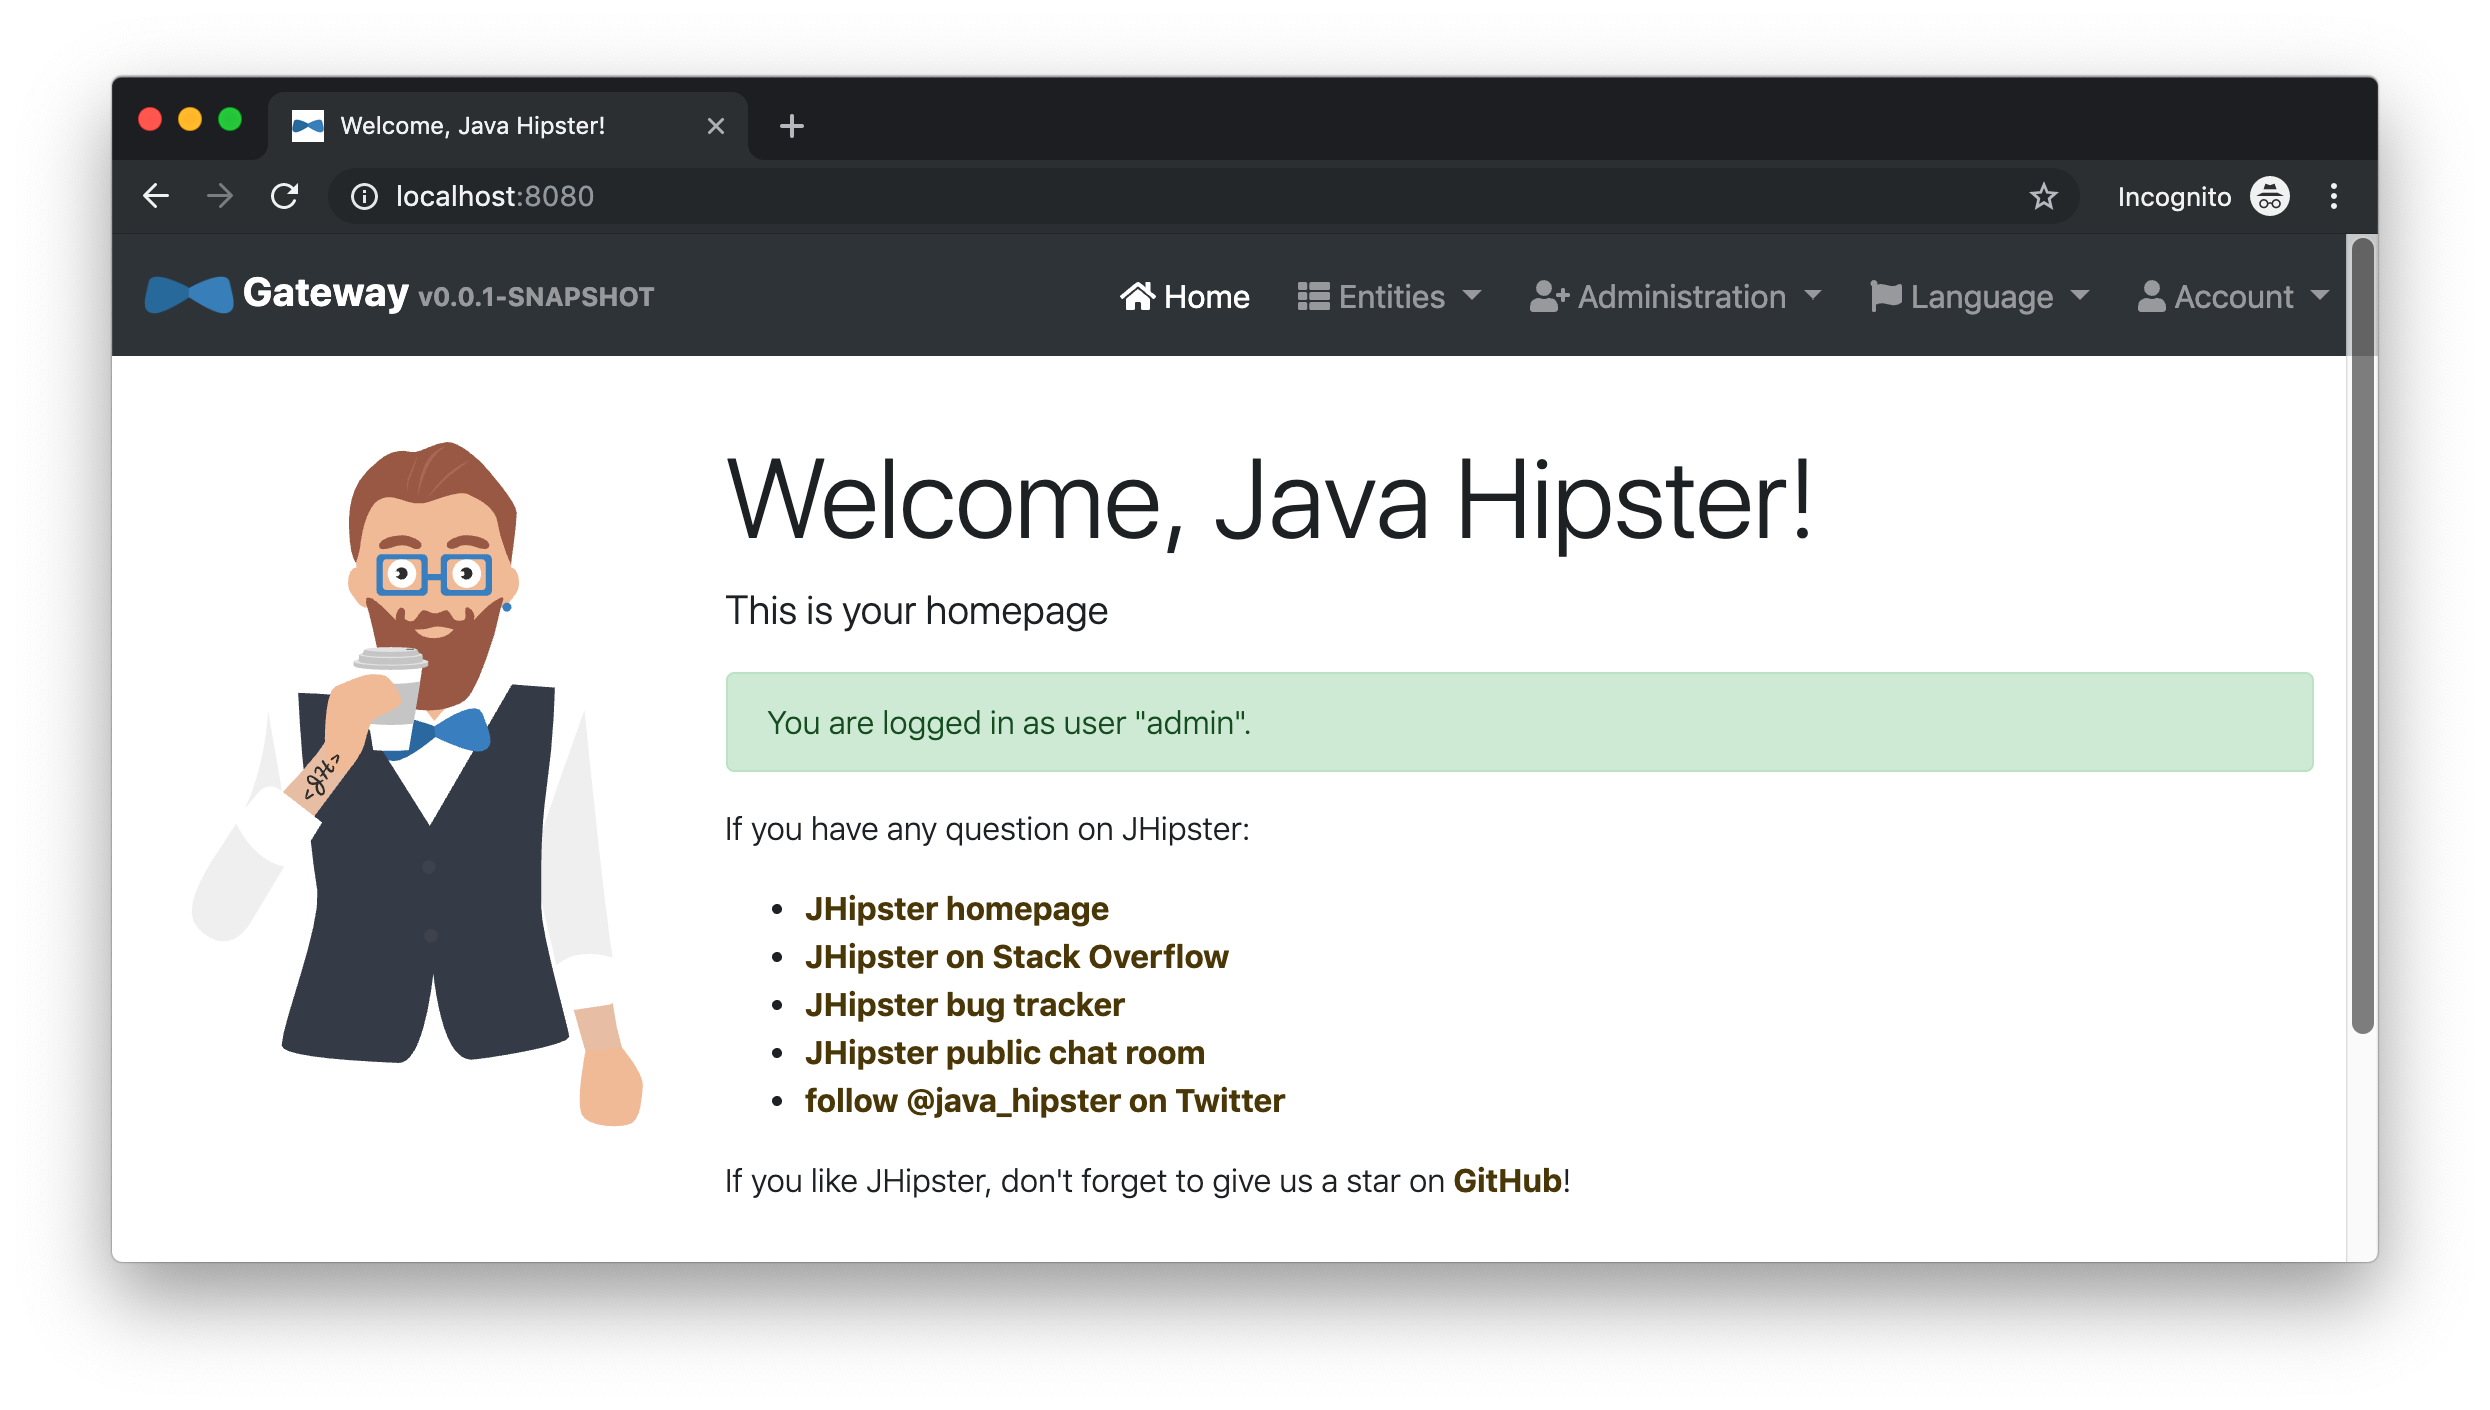 Welcome, Java Hipster!
localhost:8080
Incognito
Gateway v0.0.1-SNAPSHOT
Home
Entities
Administration
Language
Account
Welcome, Java Hipster!
This is your homepage
You are logged in as user "admin".
<JH>
If you have any question on JHipster:
JHipster homepage
JHipster on Stack Overflow
JHipster bug tracker
JHipster public chat room
follow @java_hipster on Twitter
If you like JHipster, don't forget to give us a star on GitHub!